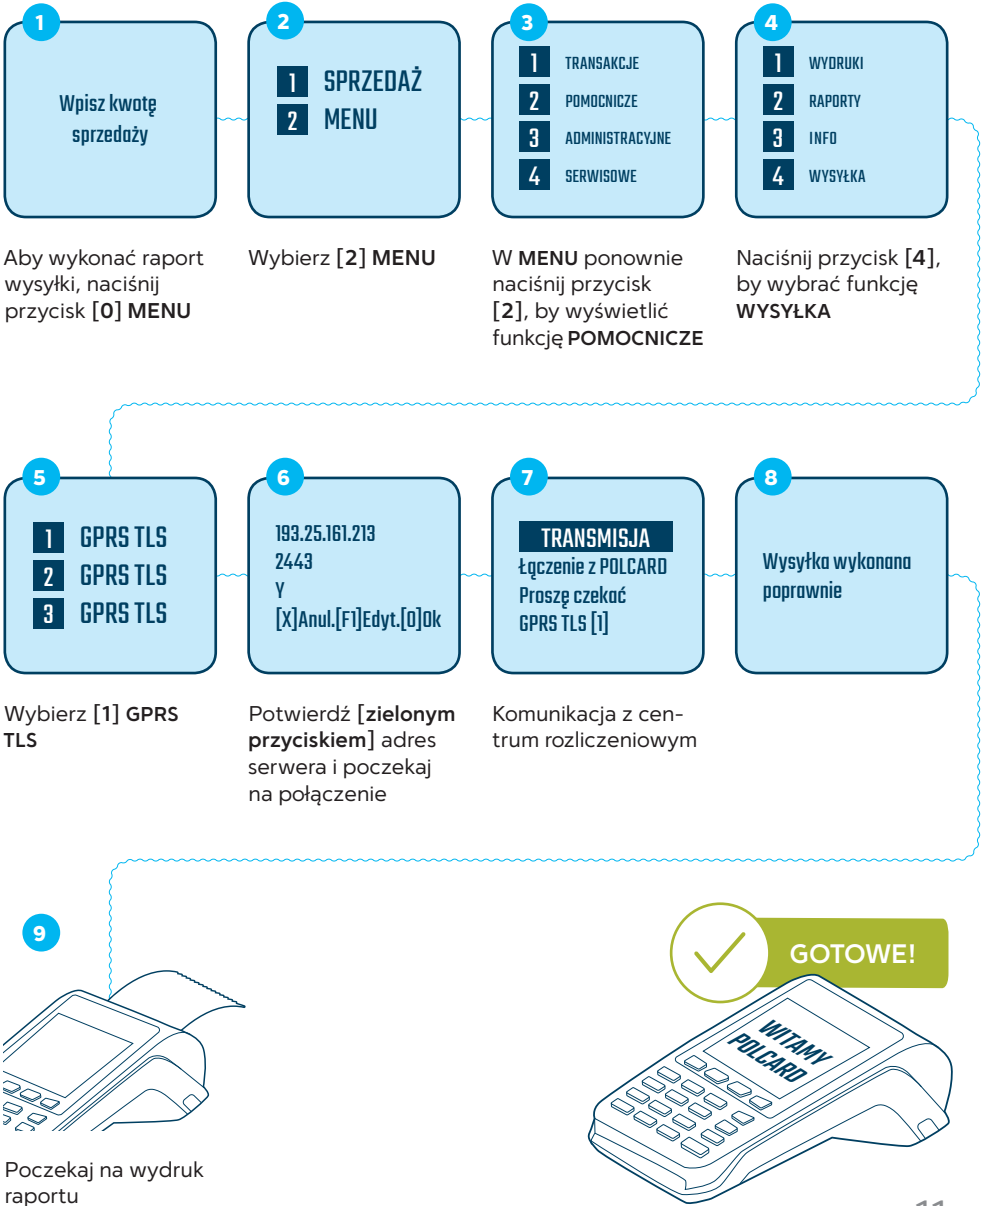 1
Wpisz kwotę
sprzedaży
Aby wykonać raport
wysyłki, naciśnij
przycisk [0] MENU
2
1 SPRZEDAŻ
2 MENU
Wybierz [2] MENU
3
1 TRANSAKCJE
2 POMOCNICZE
3 ADMINISTRACYJNE
4 SERWISOWE
W MENU ponownie
naciśnij przycisk
[2], by wyświetlić
funkcję POMOCNICZE
4
1 WYDRUKI
2 RAPORTY
3 INFO
4 WYSYŁKA
Naciśnij przycisk [4],
by wybrać funkcję
WYSYŁKA
5
1 GPRS TLS
2 GPRS TLS
3 GPRS TLS
Wybierz [1] GPRS
TLS
6
193.25.161.213
2443
Y
[X]Anul.[F1]Edyt.[0]Ok
Potwierdź [zielonym
przyciskiem] adres
serwera i poczekaj
na połączenie
7
TRANSMISJA
Łączenie z POLCARD
Proszę czekać
GPRS TLS [1]
Komunikacja z cen-
trum rozliczeniowym
8
Wysyłka wykonana
poprawnie
9
Poczekaj na wydruk
raportu
GOTOWE!
WITAMY
POLCARD